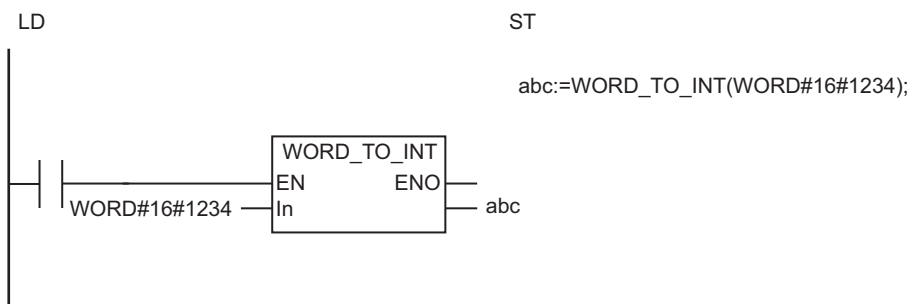 LD
ST
abc:=WORD_TO_INT(WORD#16#1234);
WORD_TO_INT
EN ENO
WORD#16#1234 In abc